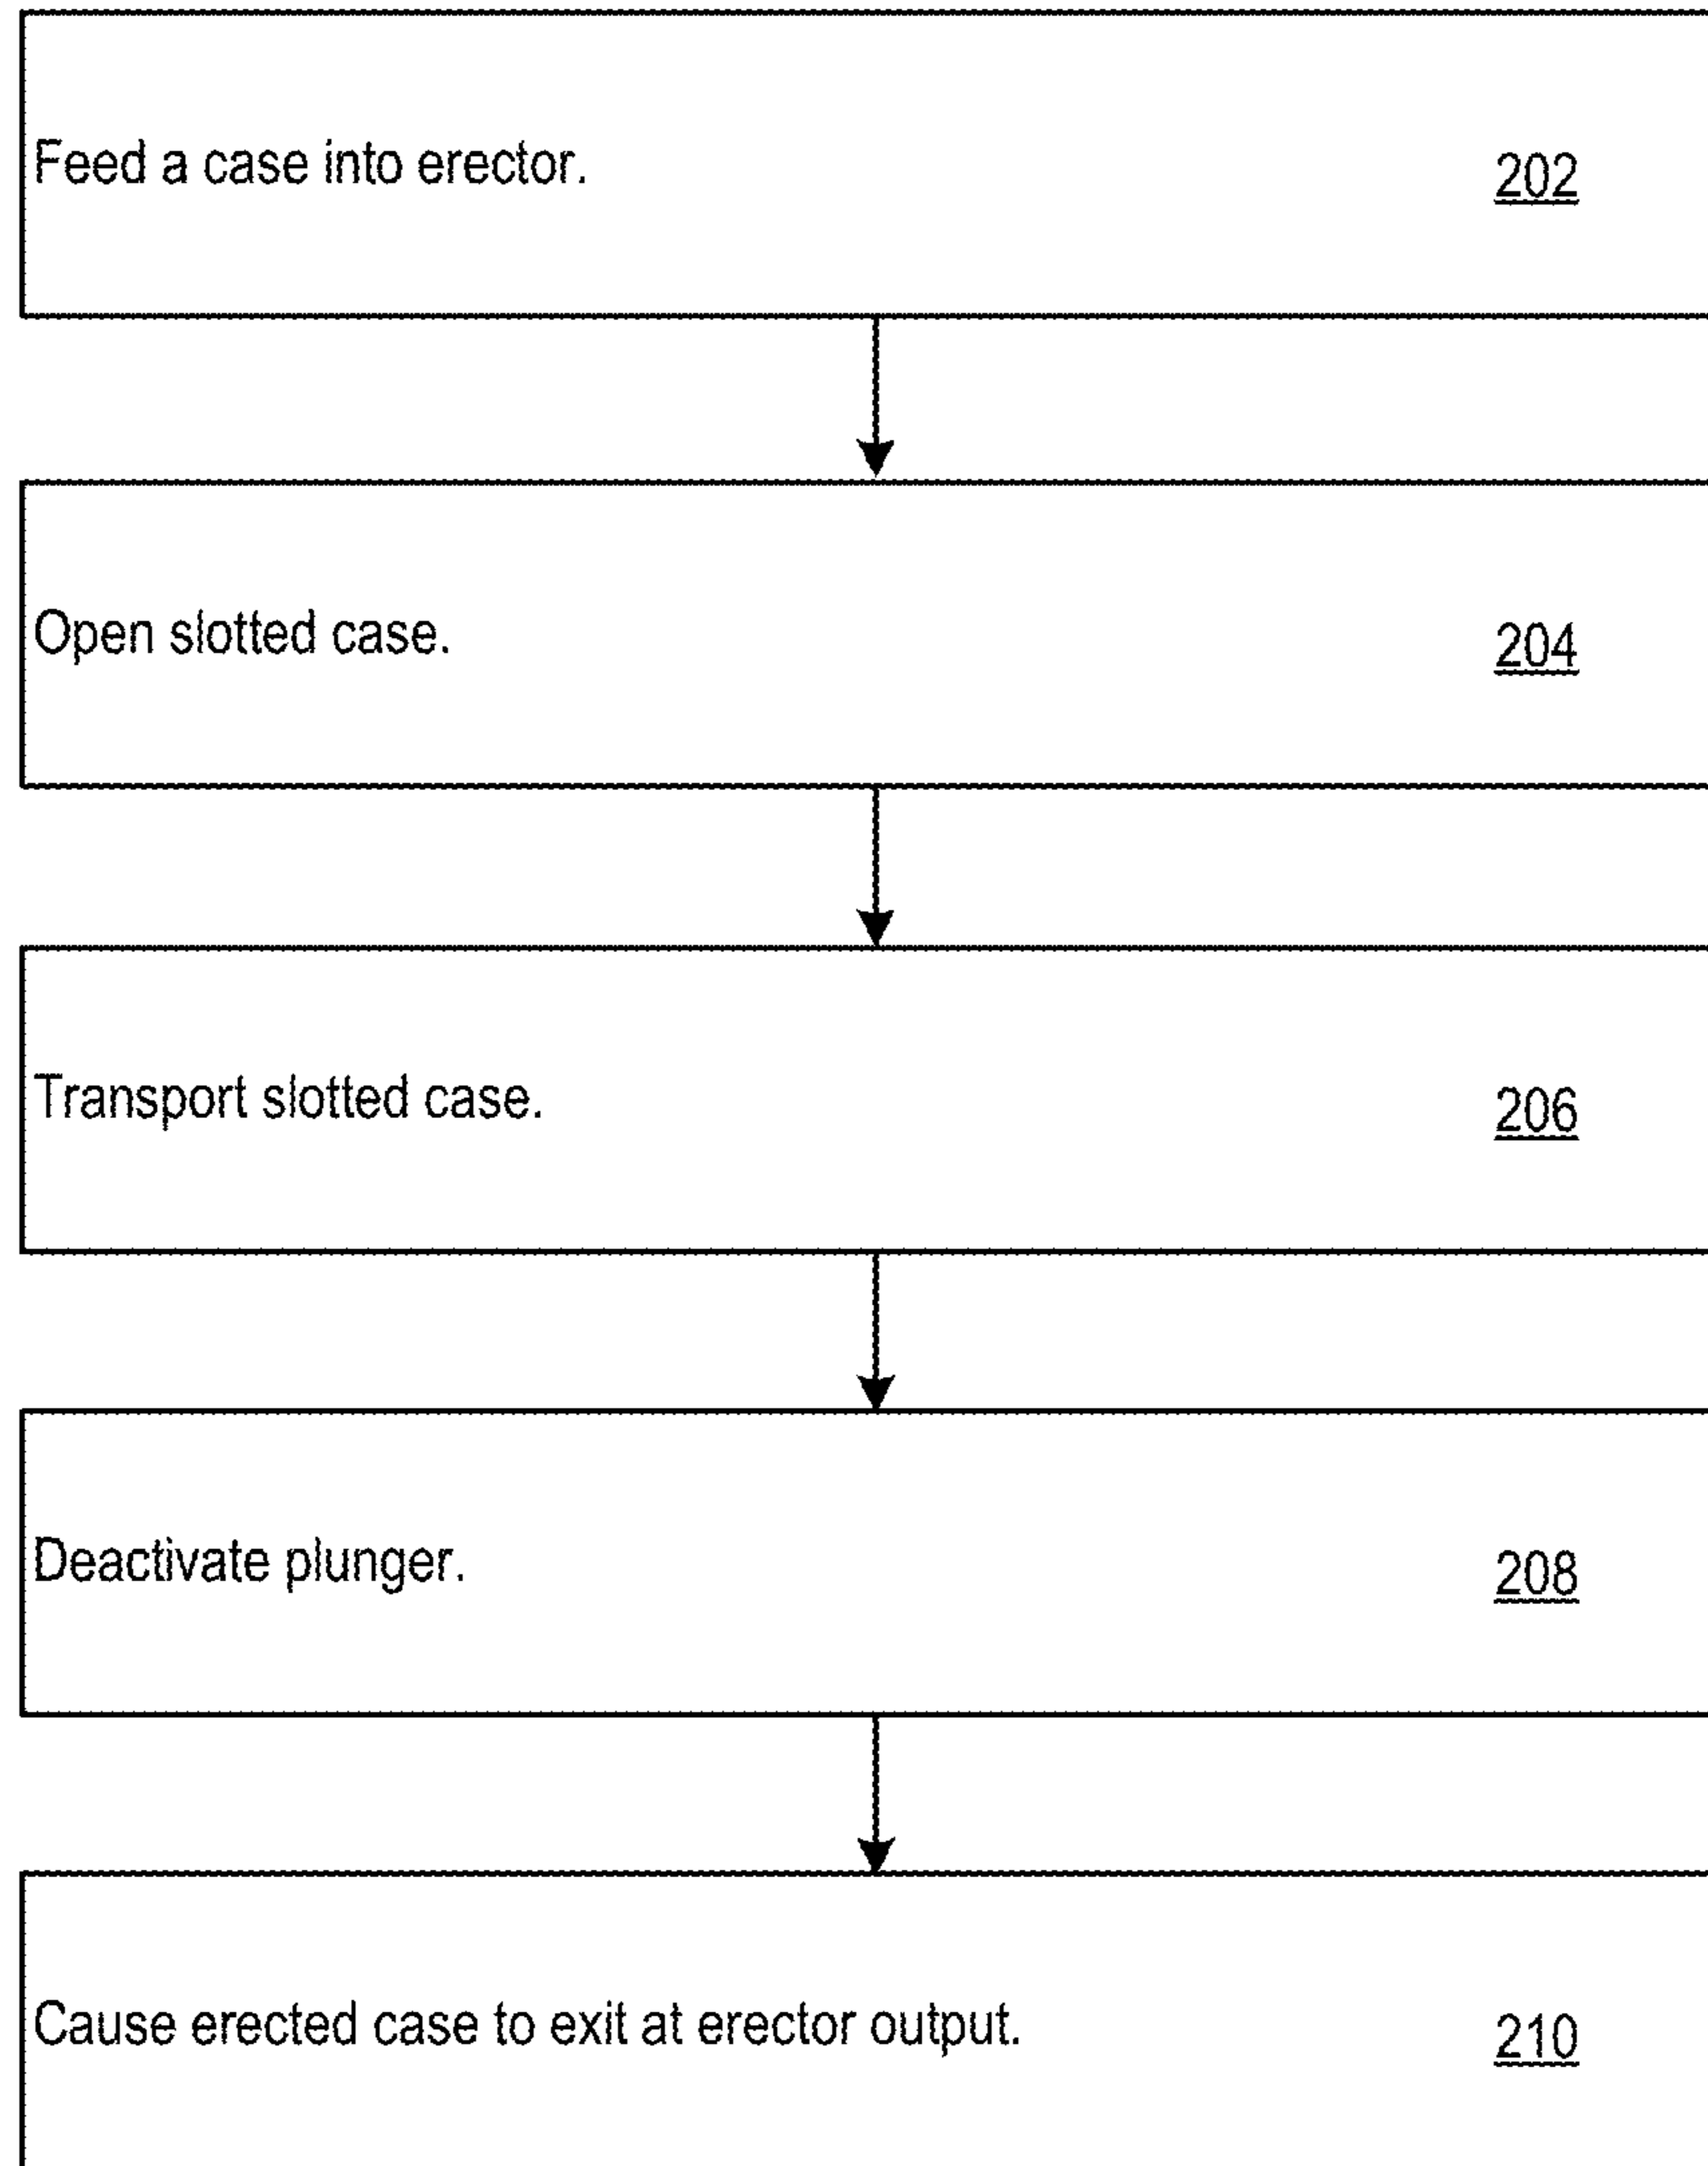 Feed a case into erector. 202
Open slotted case. 204
Transport slotted case. 206
Deactivate plunger. 208
Cause erected case to exit at erector output. 210